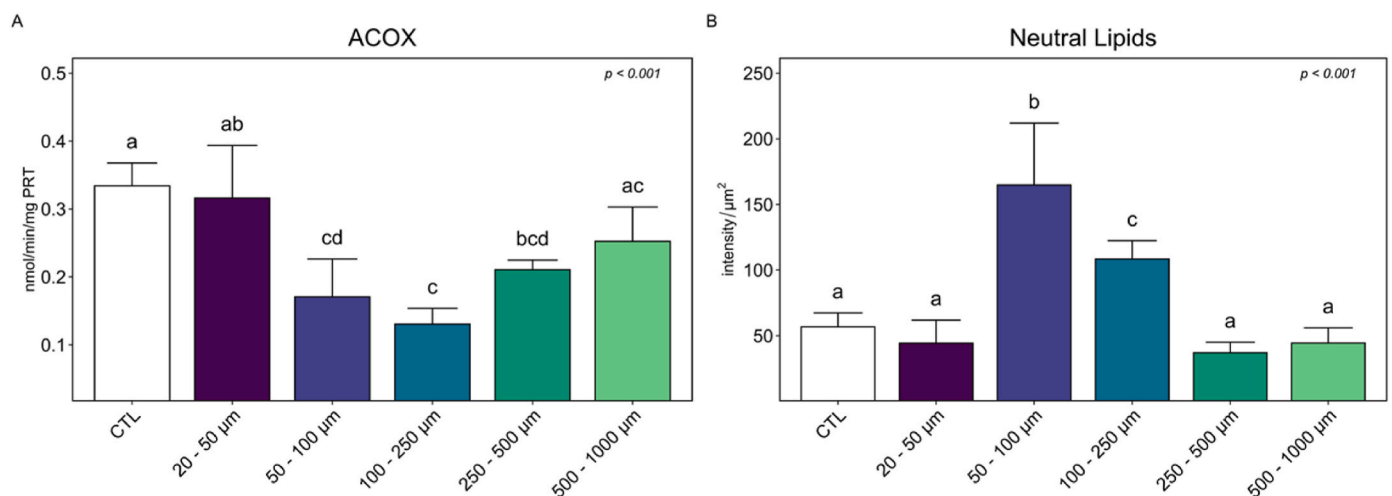 A
ACOX
p < 0.001
nmol/min/mg PRT
0.5
0.4
0.3
0.2
0.1
a
ab
cd
c
bcd
ac
CTL
20 - 50 µm
50 - 100 µm
100 - 250 µm
250 - 500 µm
500 - 1000 µm
B
Neutral Lipids
p < 0.001
intensity/µm²
250
200
150
100
50
a
a
b
c
a
a
CTL
20 - 50 µm
50 - 100 µm
100 - 250 µm
250 - 500 µm
500 - 1000 µm